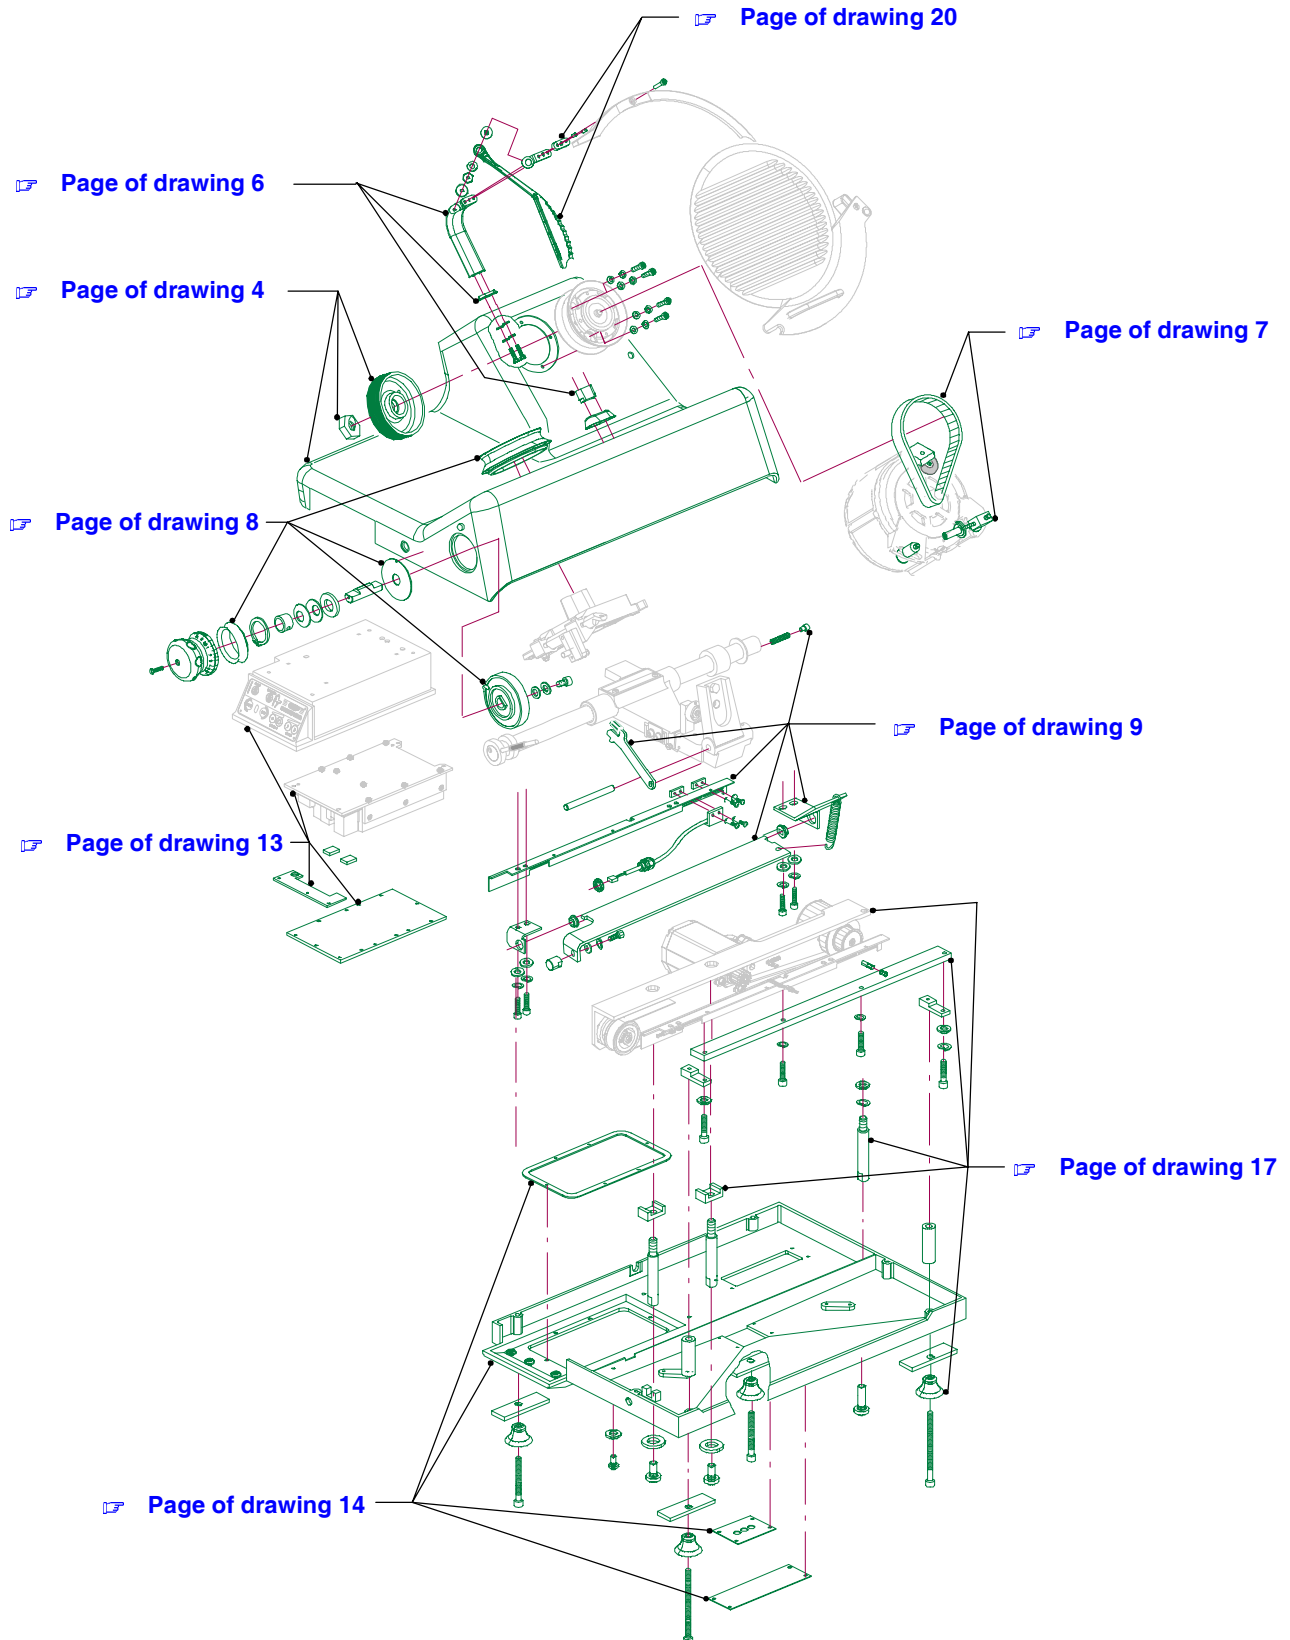 ☞ Page of drawing 20
☞ Page of drawing 6
☞ Page of drawing 4
☞ Page of drawing 7
☞ Page of drawing 8
☞ Page of drawing 9
☞ Page of drawing 13
☞ Page of drawing 17
☞ Page of drawing 14